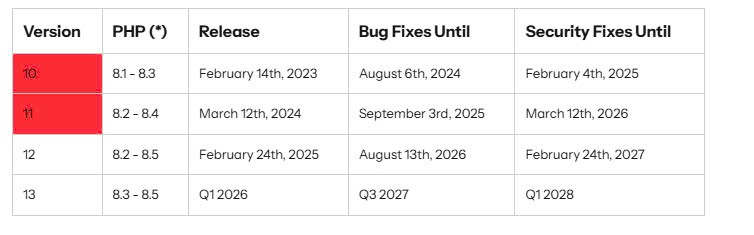 Version PHP (*) Release Bug Fixes Until Security Fixes Until
10 8.1 - 8.3 February 14th, 2023 August 6th, 2024 February 4th, 2025
11 8.2 - 8.4 March 12th, 2024 September 3rd, 2025 March 12th, 2026
12 8.2 - 8.5 February 24th, 2025 August 13th, 2026 February 24th, 2027
13 8.3 - 8.5 Q1 2026 Q3 2027 Q1 2028